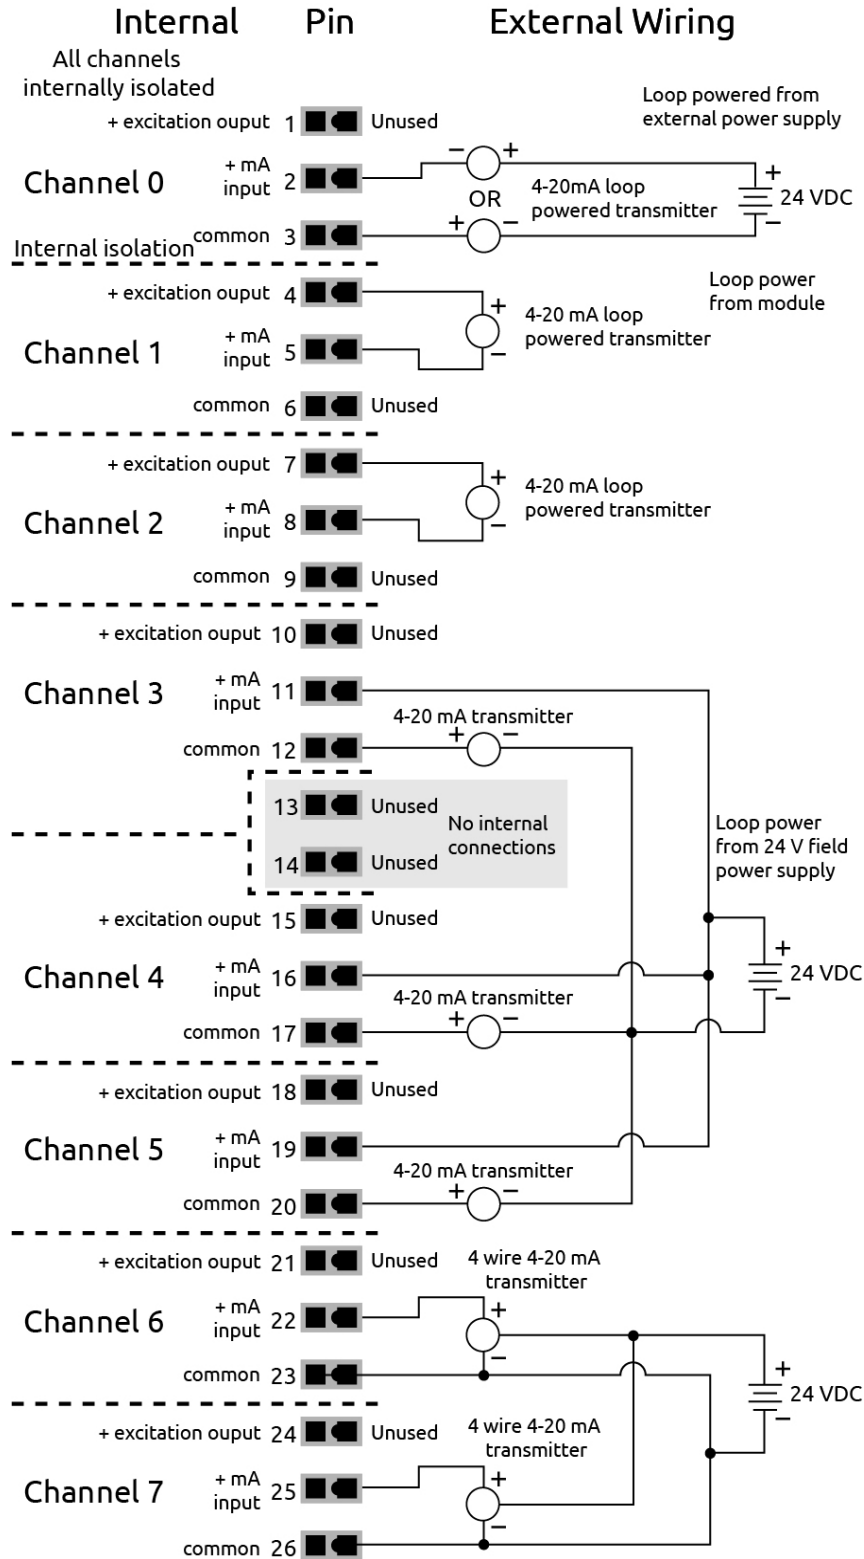 Internal Pin External Wiring
All channels
internally isolated
Loop powered from
external power supply
+ excitation ouput 1 Unused
Channel 0
+ mA
input 2
− +
OR
4-20mA loop
powered transmitter
+
24 VDC
−
common 3
+ −
Internal isolation
Loop power
from module
+ excitation ouput 4
+
4-20 mA loop
powered transmitter
−
Channel 1
+ mA
input 5
common 6 Unused
+ excitation ouput 7
+
4-20 mA loop
powered transmitter
−
Channel 2
+ mA
input 8
common 9 Unused
+ excitation ouput 10 Unused
Channel 3
+ mA
input 11
4-20 mA transmitter
common 12
+ −
13 Unused
No internal
connections
14 Unused
Loop power
from 24 V field
power supply
+ excitation ouput 15 Unused
Channel 4
+ mA
input 16
+
24 VDC
−
4-20 mA transmitter
common 17
+ −
+ excitation ouput 18 Unused
Channel 5
+ mA
input 19
4-20 mA transmitter
common 20
+ −
+ excitation ouput 21 Unused
4 wire 4-20 mA
transmitter
Channel 6
+ mA
input 22
+
−
common 23
+
24 VDC
−
+ excitation ouput 24 Unused
4 wire 4-20 mA
transmitter
Channel 7
+ mA
input 25
+
−
common 26